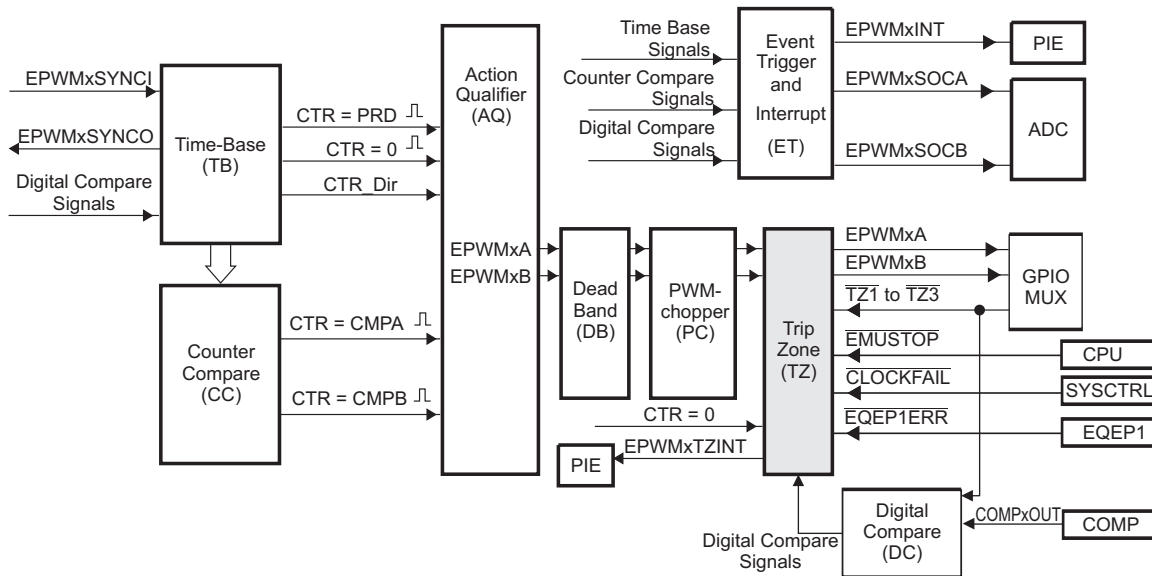 EPWMxSYNCI
EPWMxSYNCO
Digital Compare
Signals
Time-Base
(TB)
CTR = PRD
CTR = 0
CTR_Dir
Counter
Compare
(CC)
CTR = CMPA
CTR = CMPB
Action
Qualifier
(AQ)
EPWMxA
EPWMxB
Time Base
Signals
Counter Compare
Signals
Digital Compare
Signals
Event
Trigger
and
Interrupt
(ET)
EPWMxINT
EPWMxSOCA
EPWMxSOCB
PIE
ADC
Dead
Band
(DB)
PWM-
chopper
(PC)
Trip
Zone
(TZ)
EPWMxA
EPWMxB
TZ1 to TZ3
EMUSTOP
CLOCKFAIL
EQEP1ERR
GPIO
MUX
CPU
SYSCTRL
EQEP1
CTR = 0
EPWMxTZINT
PIE
Digital Compare
Signals
Digital
Compare
(DC)
COMPxOUT
COMP